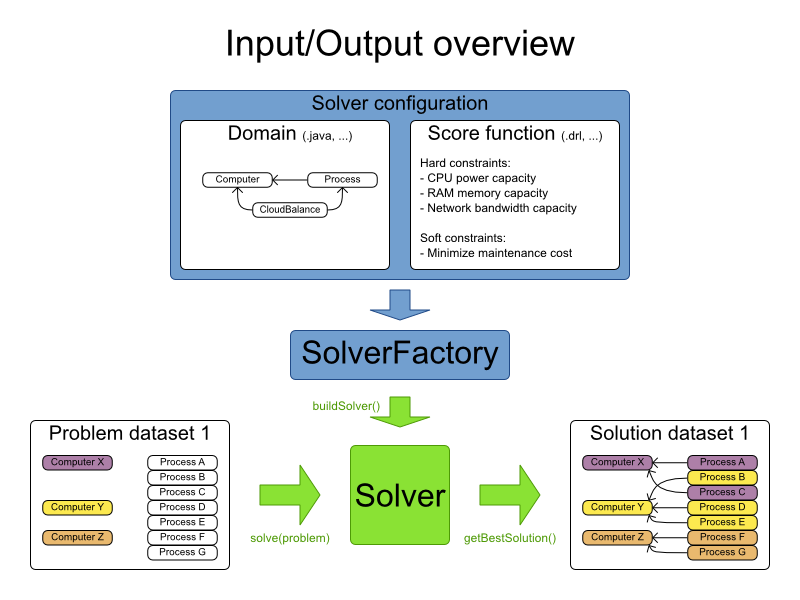 Input/Output overview
Solver configuration
Domain (.java, ...)
Computer
Process
CloudBalance
Score function (.drl, ...)
Hard constraints:
- CPU power capacity
- RAM memory capacity
- Network bandwidth capacity
Soft constraints:
- Minimize maintenance cost
SolverFactory
buildSolver()
Problem dataset 1
Computer X
Computer Y
Computer Z
Process A
Process B
Process C
Process D
Process E
Process F
Process G
solve(problem)
Solver
getBestSolution()
Solution dataset 1
Computer X
Computer Y
Computer Z
Process A
Process B
Process C
Process D
Process E
Process F
Process G